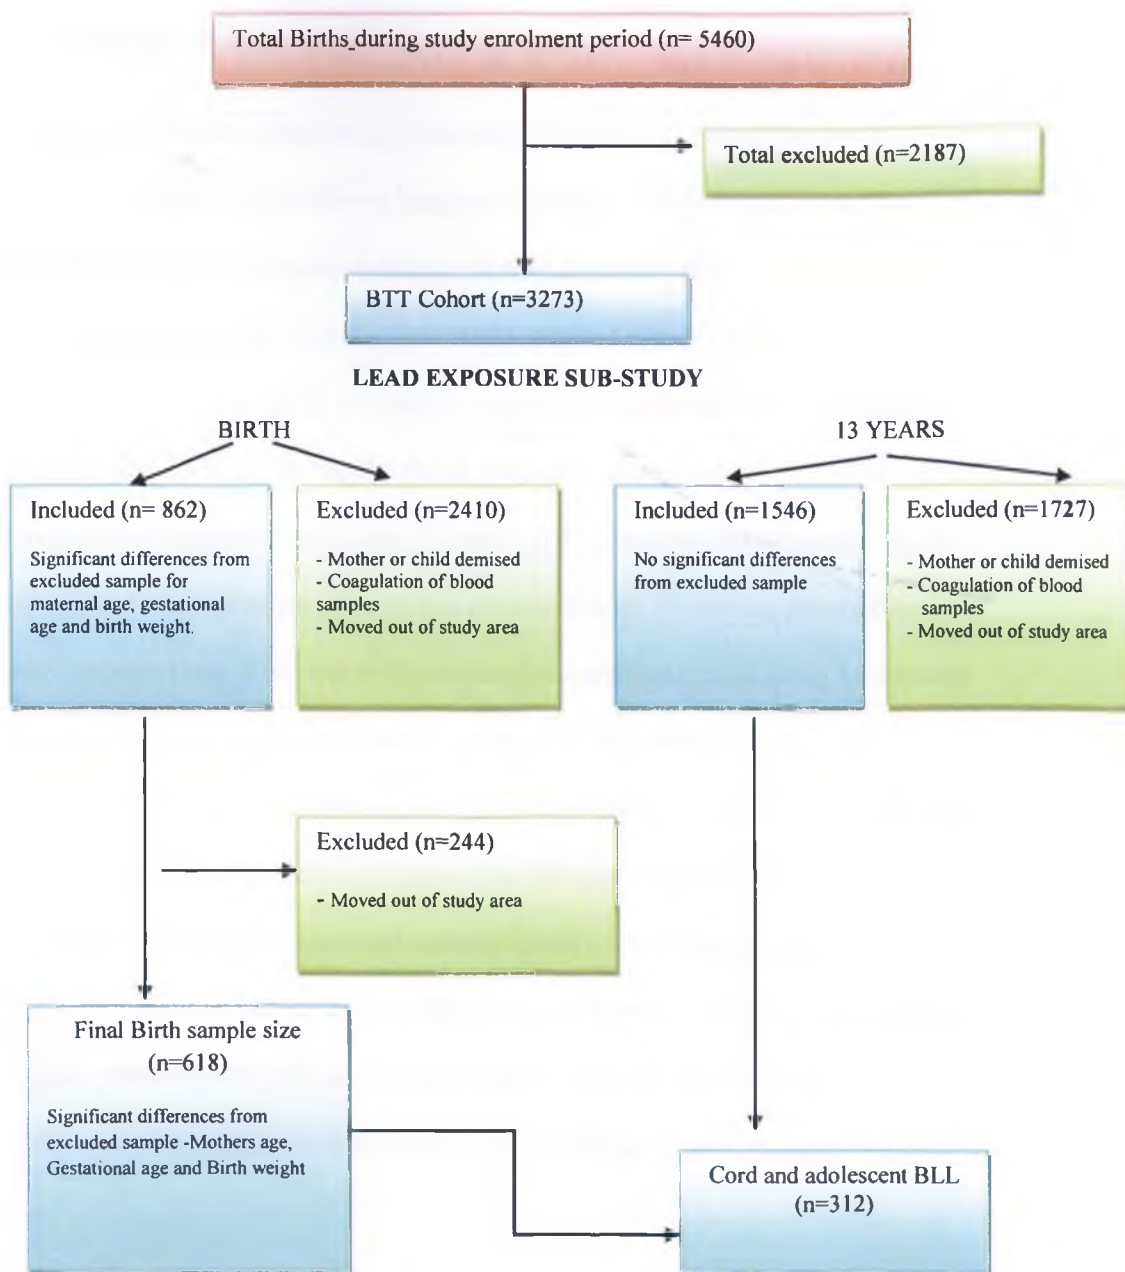 Total Births during study enrolment period (n= 5460)
Total excluded (n=2187)
BTT Cohort (n=3273)
LEAD EXPOSURE SUB-STUDY
BIRTH
13 YEARS
Included (n= 862)
Significant differences from
excluded sample for
maternal age, gestational
age and birth weight.
Excluded (n=2410)
- Mother or child demised
- Coagulation of blood
samples
- Moved out of study area
Included (n=1546)
No significant differences
from excluded sample
Excluded (n=1727)
- Mother or child demised
- Coagulation of blood
samples
- Moved out of study area
Excluded (n=244)
- Moved out of study area
Final Birth sample size
(n=618)
Significant differences from
excluded sample -Mothers age,
Gestational age and Birth weight
Cord and adolescent BLL
(n=312)